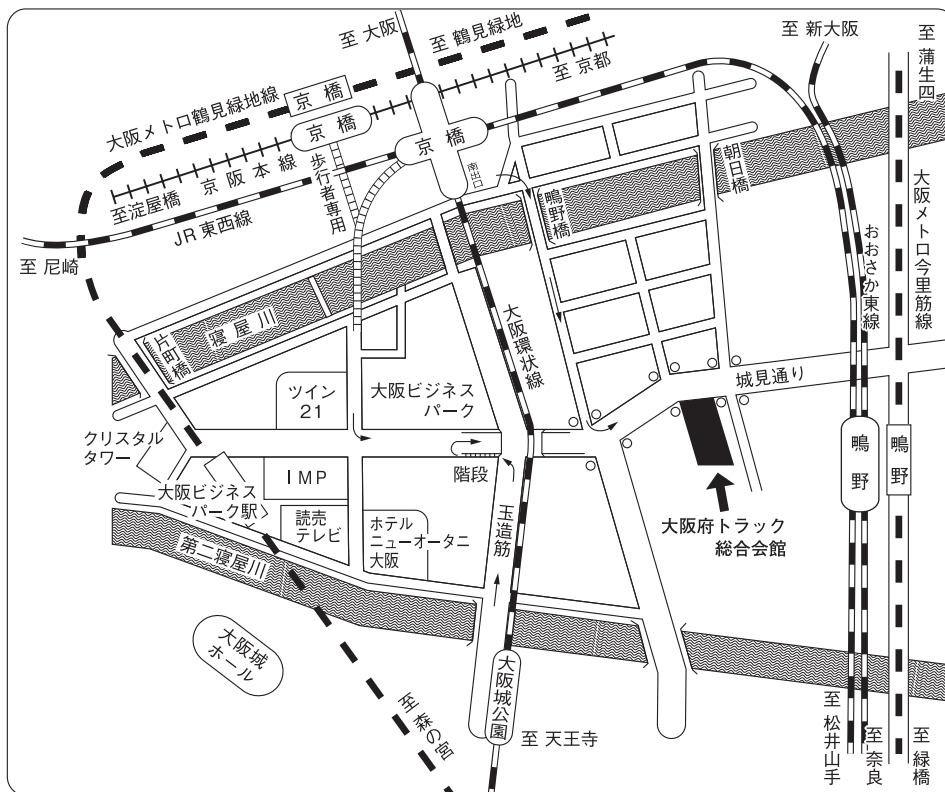 至 大阪
至 鶴見緑地
至 京都
至 新大阪
至 蒲生四
大阪メトロ鶴見緑地線
京橋
京橋
京橋
京阪本線
至淀屋橋
歩行者専用
JR東西線
至 尼崎
南出口
鴫野橋
朝日橋
おおさか東線
大阪メトロ今里筋線
寝屋川
片町橋
大阪環状線
城見通り
ツイン
21
大阪ビジネス
パーク
クリスタル
タワー
大阪ビジネス
パーク駅
IMP
階段
読売
テレビ
ホテル
ニューオータニ
大阪
玉造筋
大阪府トラック
総合会館
鴫野
鴫野
第二寝屋川
大阪城
ホール
大阪城公園
至 森の宮
至 天王寺
至 松井山手
至 奈良
至 緑橋